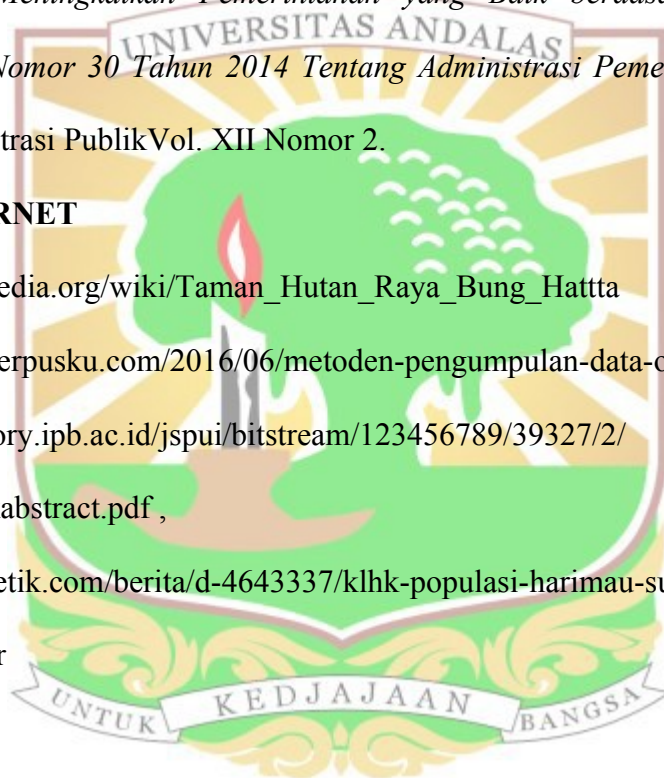 Meningkatkan Pemerintahan yang Baik berdasa
UNIVERSITAS ANDALAS
Nomor 30 Tahun 2014 Tentang Administrasi Peme
trasi PublikVol. XII Nomor 2.
RNET
edia.org/wiki/Taman_Hutan_Raya_Bung_Hattta
erpusku.com/2016/06/metoden-pengumpulan-data-o
ory.ipb.ac.id/jspui/bitstream/123456789/39327/2/
abstract.pdf ,
etik.com/berita/d-4643337/klhk-populasi-harimau-su
r
UNTUK KEDJAJAAN BANGSA